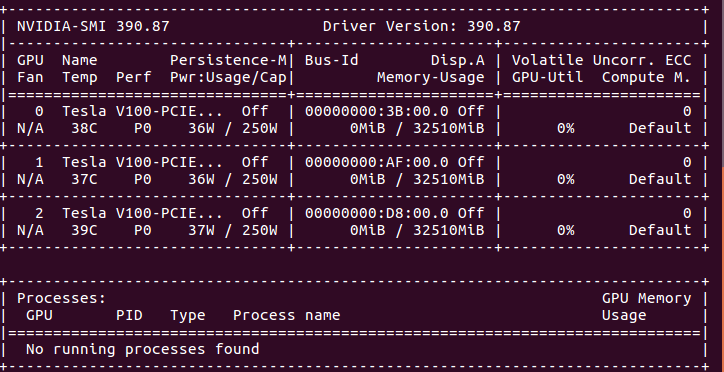 +-----------------------------------------------------------------------------+
| NVIDIA-SMI 390.87                 Driver Version: 390.87                    |
|-------------------------------+----------------------+----------------------+
| GPU  Name        Persistence-M| Bus-Id        Disp.A | Volatile Uncorr. ECC |
| Fan  Temp  Perf  Pwr:Usage/Cap|         Memory-Usage | GPU-Util  Compute M. |
|===============================+======================+======================|
|   0  Tesla V100-PCIE...  Off  | 00000000:3B:00.0 Off |                    0 |
| N/A   38C    P0    36W / 250W |      0MiB / 32510MiB |      0%      Default |
+-------------------------------+----------------------+----------------------+
|   1  Tesla V100-PCIE...  Off  | 00000000:AF:00.0 Off |                    0 |
| N/A   37C    P0    36W / 250W |      0MiB / 32510MiB |      0%      Default |
+-------------------------------+----------------------+----------------------+
|   2  Tesla V100-PCIE...  Off  | 00000000:D8:00.0 Off |                    0 |
| N/A   39C    P0    37W / 250W |      0MiB / 32510MiB |      0%      Default |
+-------------------------------+----------------------+----------------------+

+-----------------------------------------------------------------------------+
| Processes:                                                       GPU Memory |
|  GPU       PID   Type   Process name                             Usage      |
|=============================================================================|
|  No running processes found                                                 |
+-----------------------------------------------------------------------------+